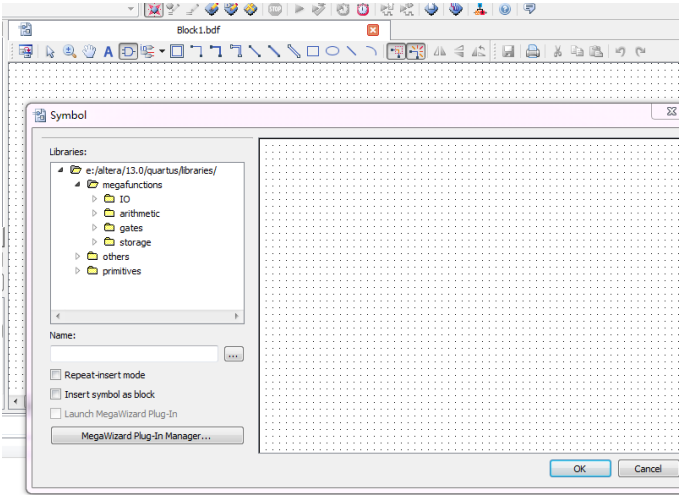 Block1.bdf
A
Symbol
Libraries:
e:/altera/13.0/quartus/libraries/
megafunctions
IO
arithmetic
gates
storage
others
primitives
Name:
...
Repeat-insert mode
Insert symbol as block
Launch MegaWizard Plug-In
MegaWizard Plug-In Manager...
OK
Cancel